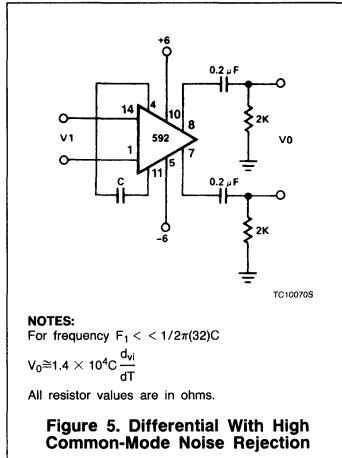 +6
0.2 µF
4
10
14
8
2K
V1
592
V0
1
7
5
11
0.2 µF
C
2K
−6
TC10070S
NOTES:
For frequency F₁ < < 1/2π(32)C
V₀≅1.4 × 10⁴C dvi/dT
All resistor values are in ohms.
Figure 5. Differential With High
Common-Mode Noise Rejection